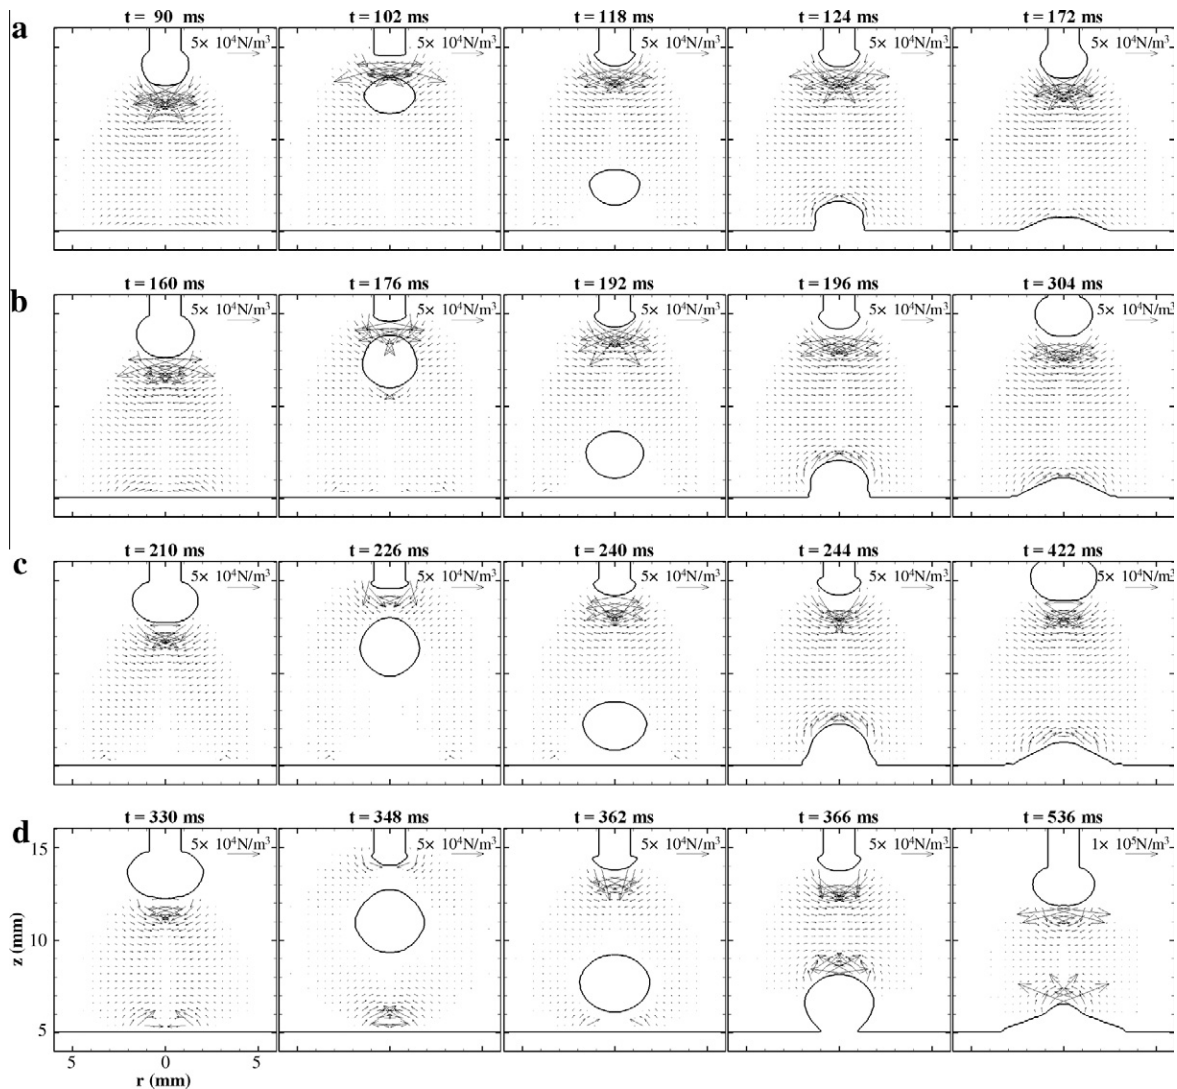 a
t = 90 ms t = 102 ms t = 118 ms t = 124 ms t = 172 ms
5× 10⁴N/m³ 5× 10⁴N/m³ 5× 10⁴N/m³ 5× 10⁴N/m³ 5× 10⁴N/m³
b
t = 160 ms t = 176 ms t = 192 ms t = 196 ms t = 304 ms
5× 10⁴N/m³ 5× 10⁴N/m³ 5× 10⁴N/m³ 5× 10⁴N/m³ 5× 10⁴N/m³
c
t = 210 ms t = 226 ms t = 240 ms t = 244 ms t = 422 ms
5× 10⁴N/m³ 5× 10⁴N/m³ 5× 10⁴N/m³ 5× 10⁴N/m³ 5× 10⁴N/m³
d
t = 330 ms t = 348 ms t = 362 ms t = 366 ms t = 536 ms
15 5× 10⁴N/m³ 5× 10⁴N/m³ 5× 10⁴N/m³ 5× 10⁴N/m³ 1× 10⁵N/m³
z (mm)
10
5
5 0 5
r (mm)